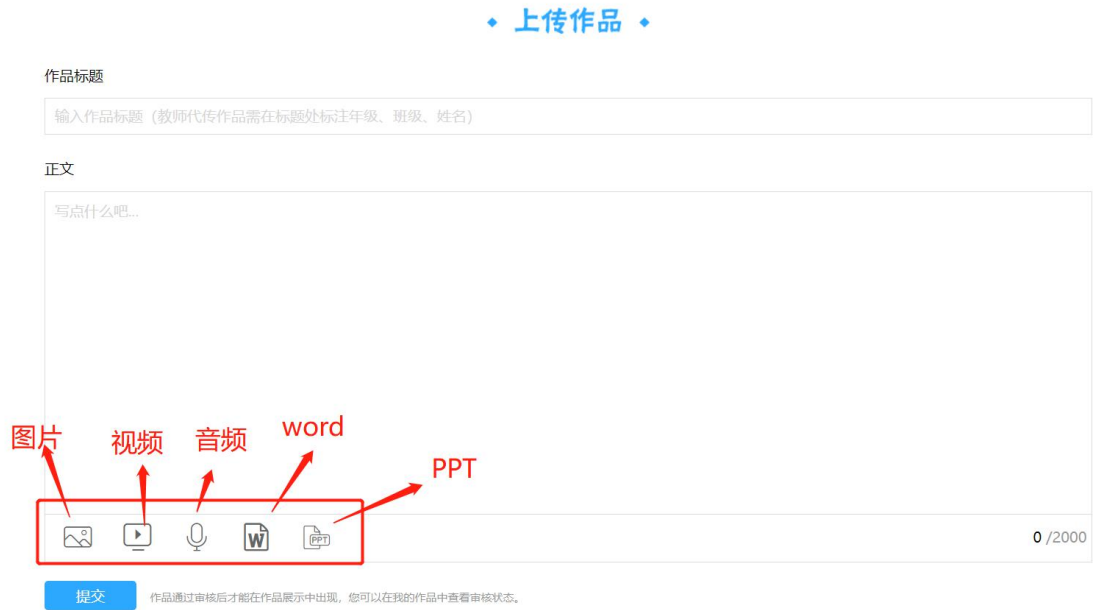 上传作品
作品标题
输入作品标题（教师代传作品需在标题处标注年级、班级、姓名）
正文
写点什么吧...
图片
视频
音频
word
PPT
W
PPT
0 /2000
提交
作品通过审核后才能在作品展示中出现，您可以在我的作品中查看审核状态。